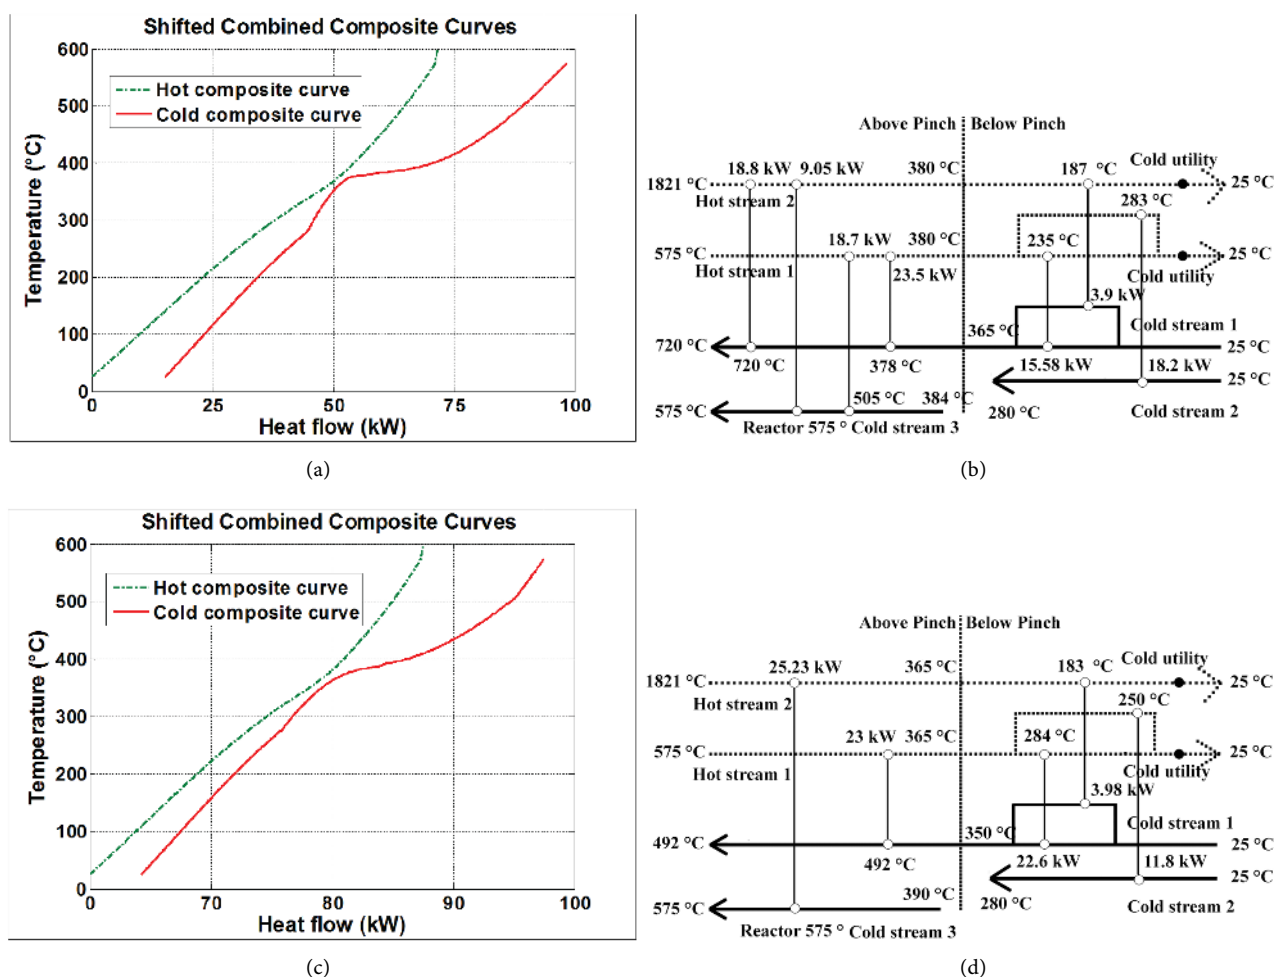 Shifted Combined Composite Curves
600
Hot composite curve
Cold composite curve
500
400
300
200
100
0
Temperature (°C)
0 25 50 75 100
Heat flow (kW)
(a)
Above Pinch Below Pinch
18.8 kW 9.05 kW 380 °C 187 °C Cold utility
1821 °C 25 °C
Hot stream 2 283 °C
18.7 kW 380 °C 235 °C
575 °C 25 °C
Hot stream 1 23.5 kW Cold utility
3.9 kW
365 °C Cold stream 1
720 °C 25 °C
720 °C 378 °C 15.58 kW 18.2 kW
25 °C
505 °C 384 °C 280 °C Cold stream 2
575 °C
Reactor 575 ° Cold stream 3
(b)
Shifted Combined Composite Curves
600
Hot composite curve
Cold composite curve
500
400
300
200
100
0
Temperature (°C)
0 70 80 90 100
Heat flow (kW)
(c)
Above Pinch Below Pinch
25.23 kW 365 °C 183 °C Cold utility
1821 °C 25 °C
Hot stream 2 250 °C
23 kW 365 °C 284 °C
575 °C 25 °C
Hot stream 1 Cold utility
3.98 kW
350 °C Cold stream 1
492 °C 25 °C
492 °C 22.6 kW 11.8 kW
25 °C
390 °C 280 °C Cold stream 2
575 °C
Reactor 575 ° Cold stream 3
(d)